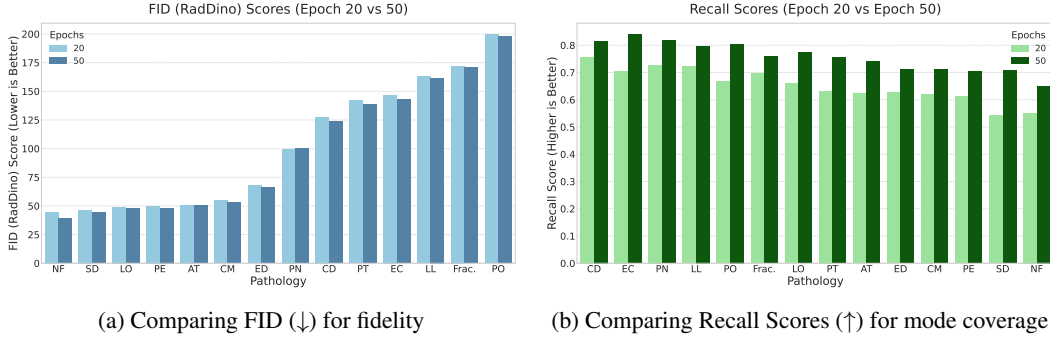 FID (RadDino) Scores (Epoch 20 vs 50)
FID (RadDino) Score (Lower is Better)
Epochs
20
50
200
175
150
125
100
75
50
25
0
NF SD LO PE AT CM ED PN CD PT EC LL Frac. PO
Pathology
(a) Comparing FID (↓) for fidelity
Recall Scores (Epoch 20 vs Epoch 50)
Recall Score (Higher is Better)
Epochs
20
50
0.8
0.7
0.6
0.5
0.4
0.3
0.2
0.1
0.0
CD EC PN LL PO Frac. LO PT AT ED CM PE SD NF
Pathology
(b) Comparing Recall Scores (↑) for mode coverage